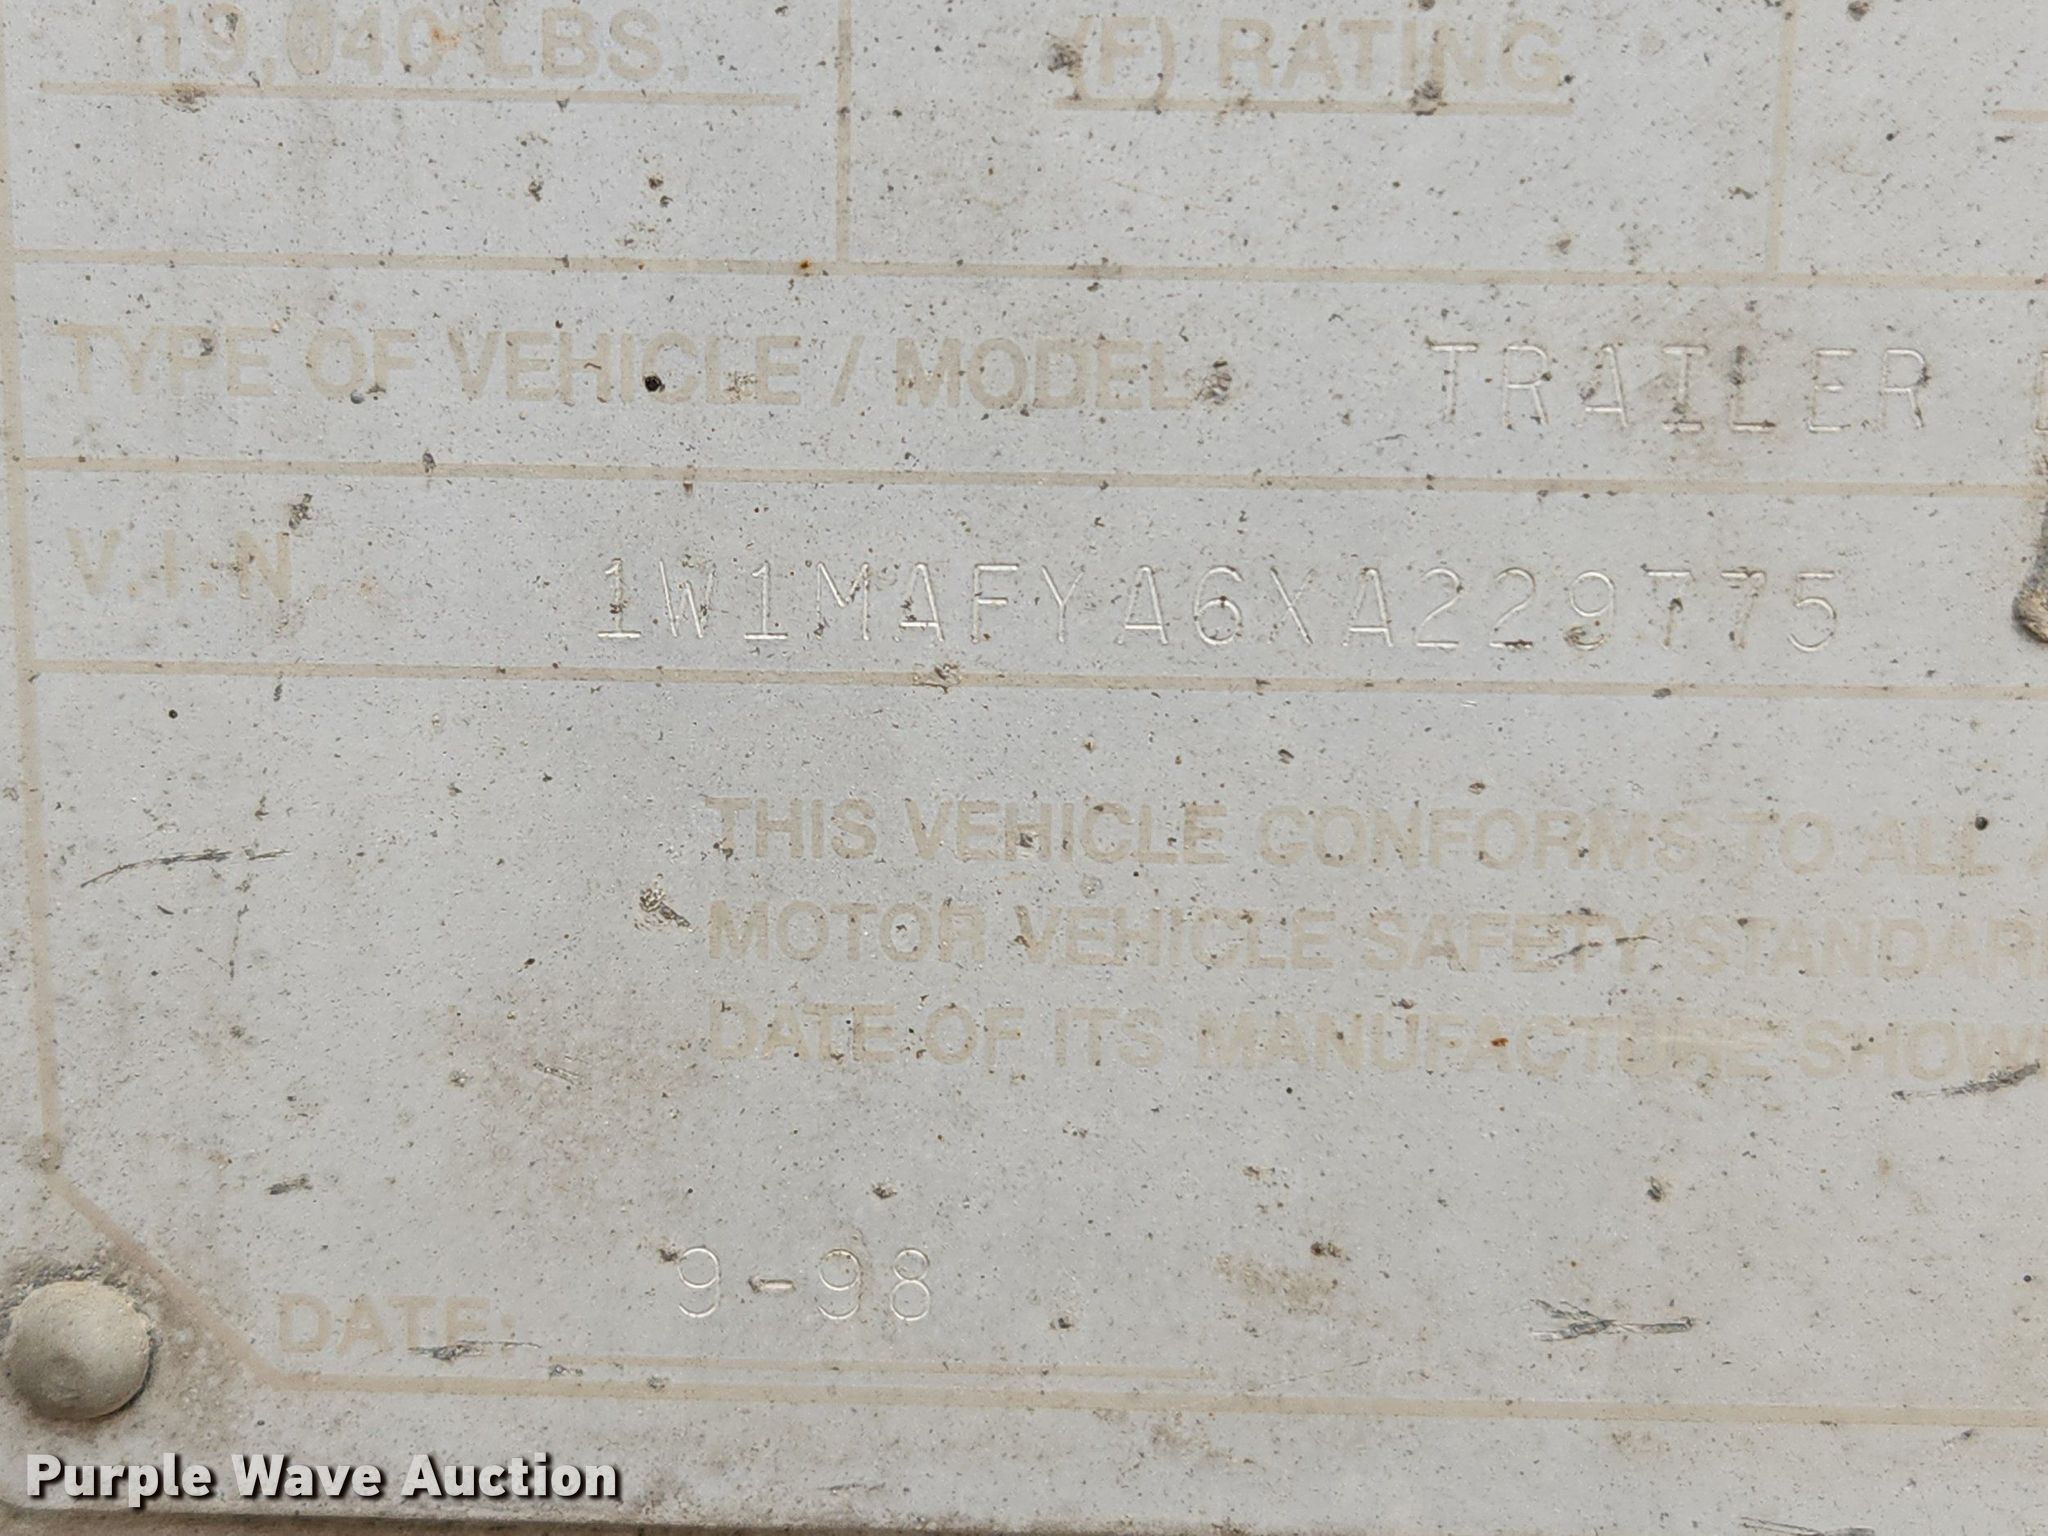 19,040 LBS.
(F) RATING
TYPE OF VEHICLE / MODEL TRAILER
V.I.N.: 1W1MAFYA6XA229775
THIS VEHICLE CONFORMS TO ALL
MOTOR VEHICLE SAFETY STANDAR
DATE OF ITS MANUFACTURE SHOW
DATE: 9-98
Purple Wave Auction